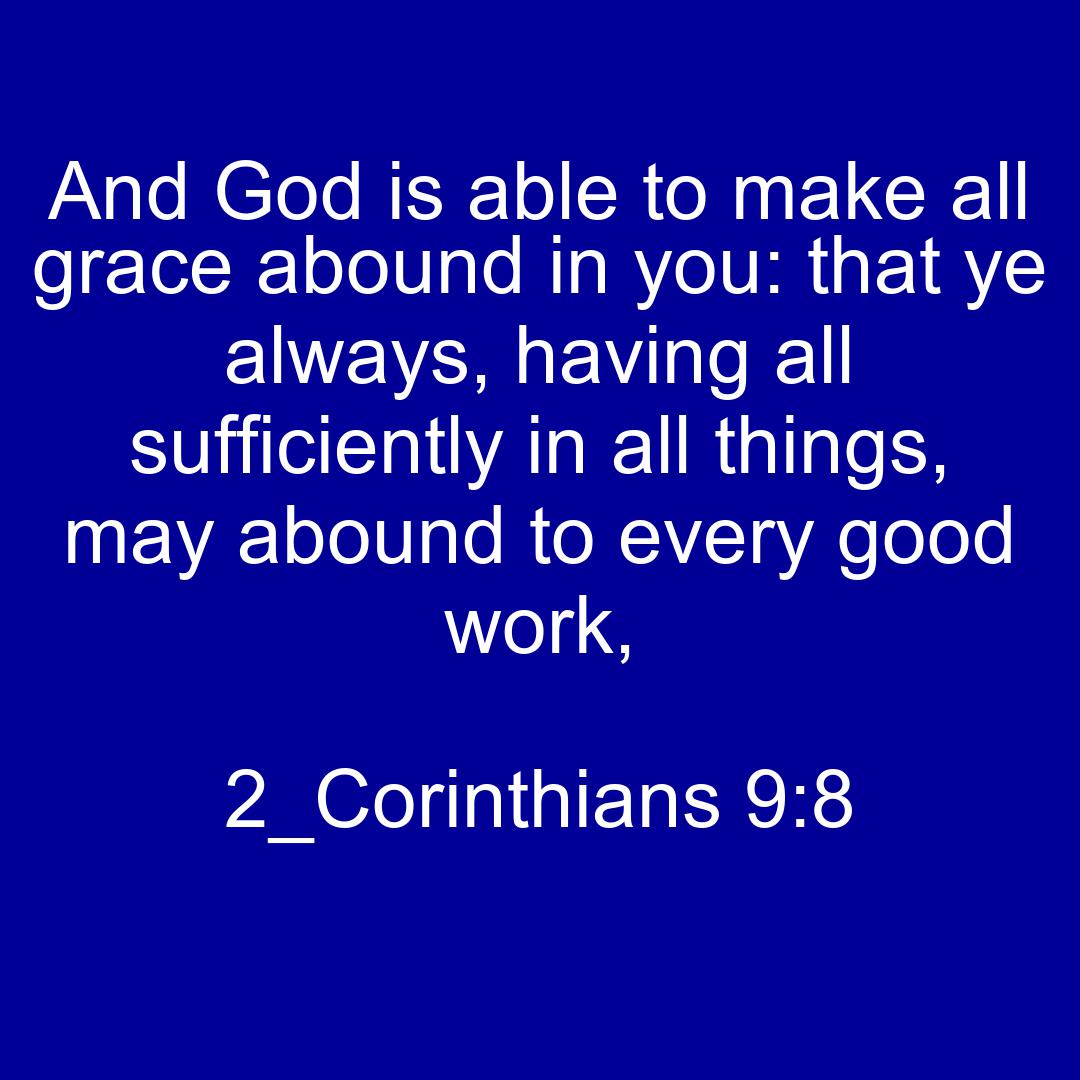 And God is able to make all
grace abound in you: that ye
always, having all
sufficiently in all things,
may abound to every good
work,
2_Corinthians 9:8